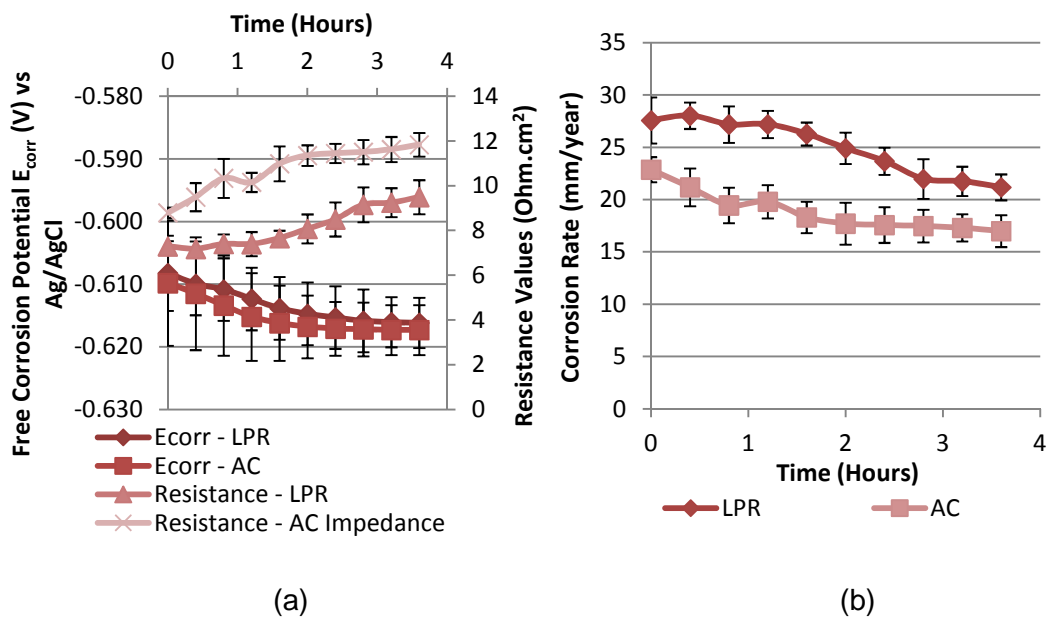 Time (Hours)
0 1 2 3 4
Free Corrosion Potential Ecorr (V) vs
Ag/AgCl
-0.580
-0.590
-0.600
-0.610
-0.620
-0.630
14
12
10
8
6
4
2
0
Resistance Values (Ohm.cm²)
Ecorr - LPR
Ecorr - AC
Resistance - LPR
Resistance - AC Impedance
(a)
Corrosion Rate (mm/year)
35
30
25
20
15
10
5
0
0 1 2 3 4
Time (Hours)
LPR AC
(b)